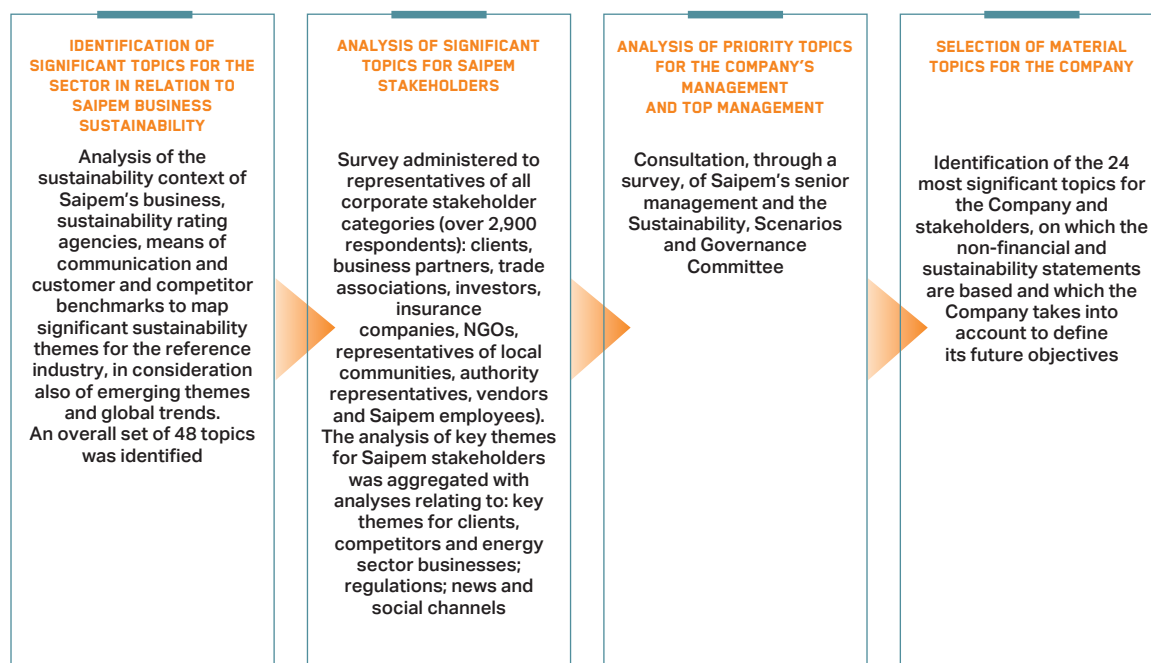 IDENTIFICATION OF
SIGNIFICANT TOPICS FOR THE
SECTOR IN RELATION TO
SAIPEM BUSINESS
SUSTAINABILITY
Analysis of the
sustainability context of
Saipem's business,
sustainability rating
agencies, means of
communication and
customer and competitor
benchmarks to map
significant sustainability
themes for the reference
industry, in consideration
also of emerging themes
and global trends.
An overall set of 48 topics
was identified
ANALYSIS OF SIGNIFICANT
TOPICS FOR SAIPEM
STAKEHOLDERS
Survey administered to
representatives of all
corporate stakeholder
categories (over 2,900
respondents): clients,
business partners, trade
associations, investors,
insurance
companies, NGOs,
representatives of local
communities, authority
representatives, vendors
and Saipem employees).
The analysis of key themes
for Saipem stakeholders
was aggregated with
analyses relating to: key
themes for clients,
competitors and energy
sector businesses;
regulations; news and
social channels
ANALYSIS OF PRIORITY TOPICS
FOR THE COMPANY'S
MANAGEMENT
AND TOP MANAGEMENT
Consultation, through a
survey, of Saipem's senior
management and the
Sustainability, Scenarios
and Governance
Committee
SELECTION OF MATERIAL
TOPICS FOR THE COMPANY
Identification of the 24
most significant topics for
the Company and
stakeholders, on which the
non-financial and
sustainability statements
are based and which the
Company takes into
account to define
its future objectives